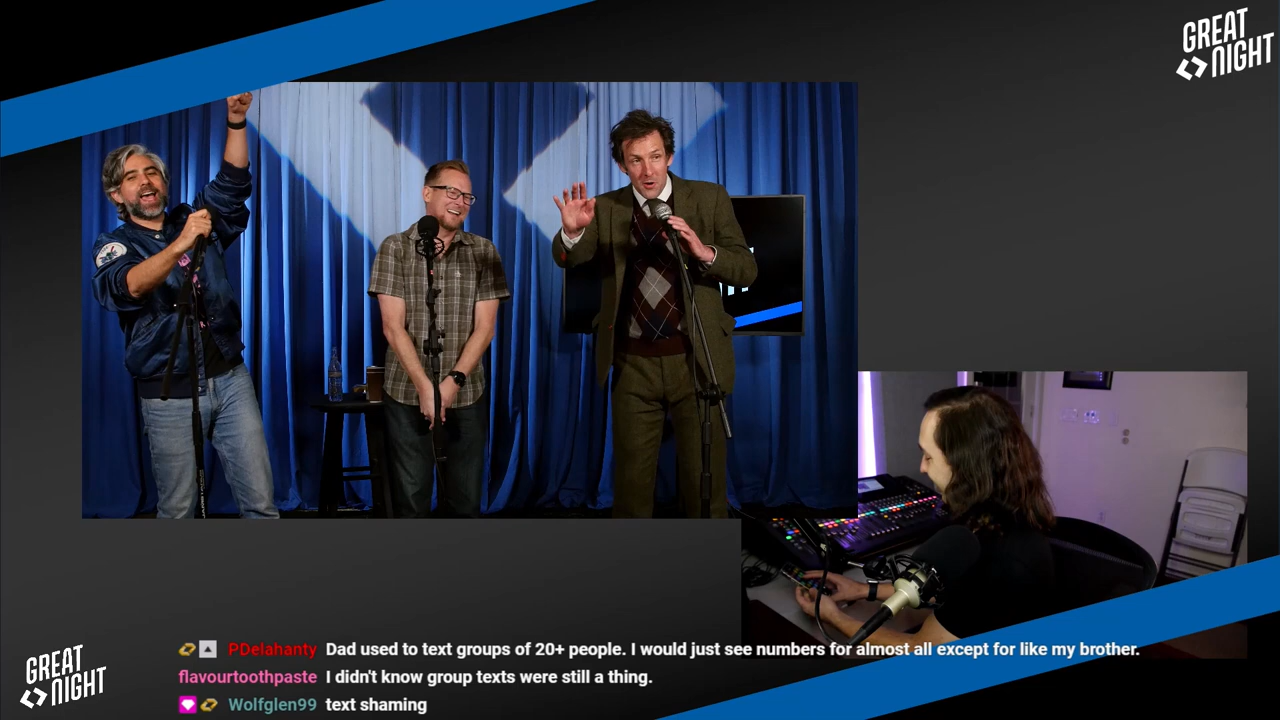 GREAT
NIGHT
GREAT
NIGHT
PDelahanty Dad used to text groups of 20+ people. I would just see numbers for almost all except for like my brother.
flavourtoothpaste I didn't know group texts were still a thing.
Wolfglen99 text shaming